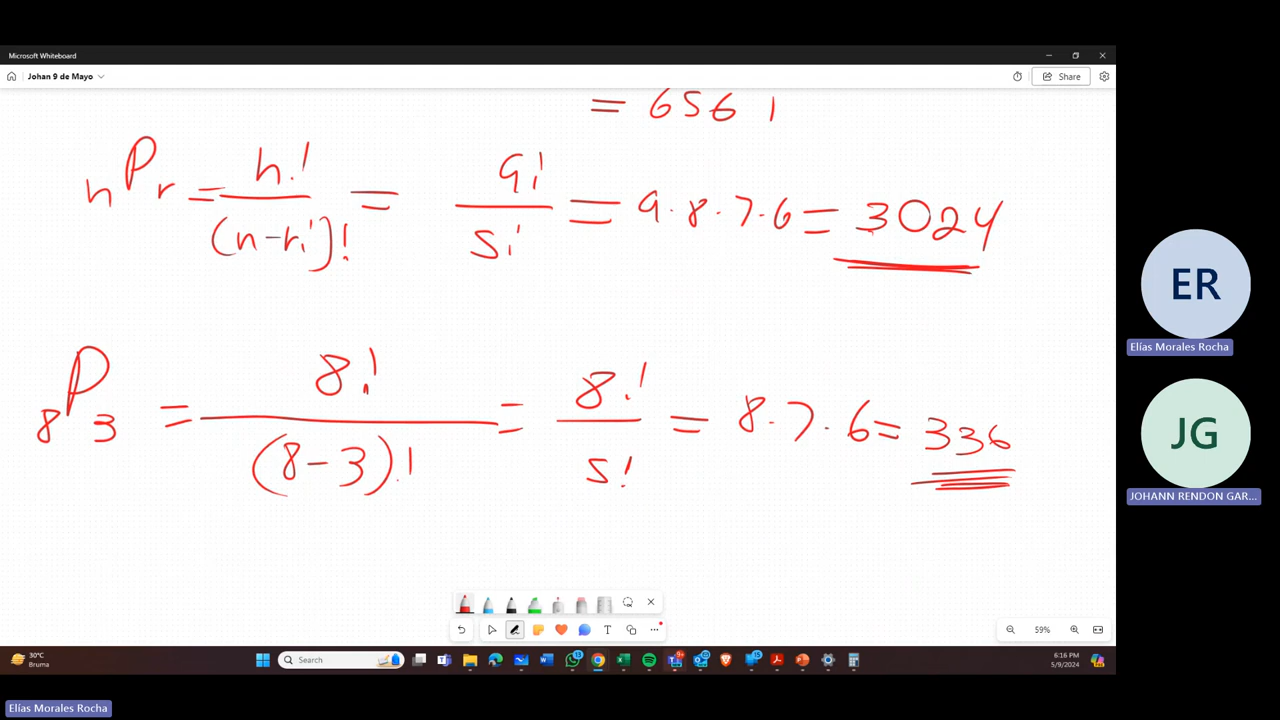 Microsoft Whiteboard
Johan 9 de Mayo
Share
= 6561
nPr = n! / (n-r)! = 9! / 5! = 9·8·7·6 = 3024
8P3 = 8! / (8-3)! = 8! / 5! = 8·7·6 = 336
ER
Elías Morales Rocha
JG
JOHANN RENDON GAR...
59%
30°C
Bruma
Search
6:16 PM
5/9/2024
Elías Morales Rocha